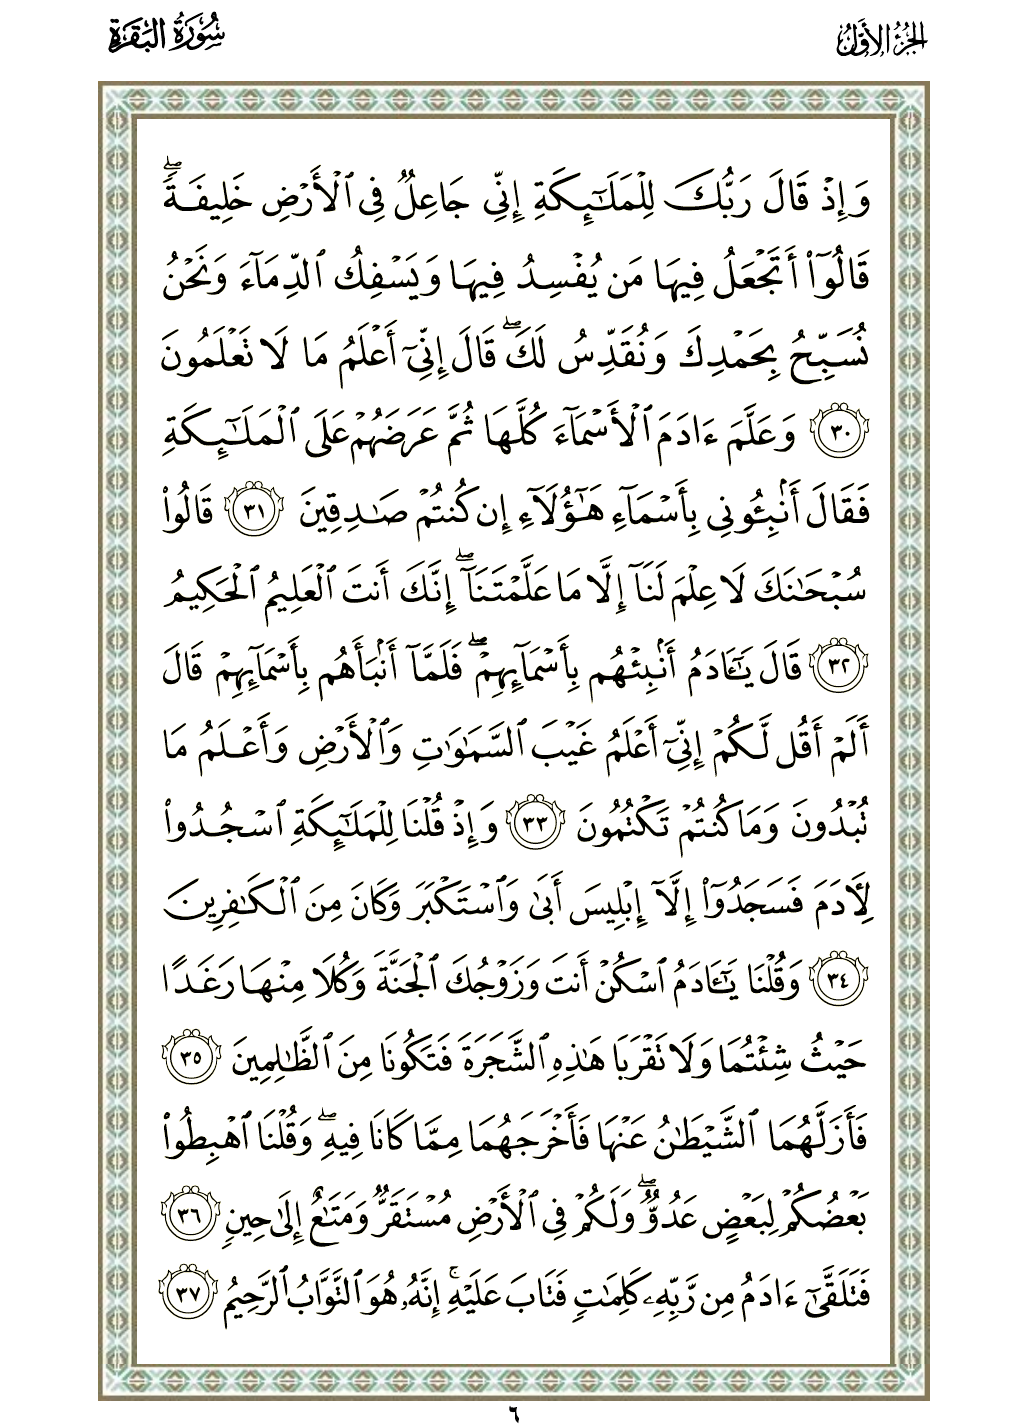 الجزء الأول
سورة البقرة
وَإِذْ قَالَ رَبُّكَ لِلْمَلَٰٓئِكَةِ إِنِّى جَاعِلٌ فِى ٱلْأَرْضِ خَلِيفَةًۖ
قَالُوٓا۟ أَتَجْعَلُ فِيهَا مَن يُفْسِدُ فِيهَا وَيَسْفِكُ ٱلدِّمَآءَ وَنَحْنُ
نُسَبِّحُ بِحَمْدِكَ وَنُقَدِّسُ لَكَۖ قَالَ إِنِّىٓ أَعْلَمُ مَا لَا تَعْلَمُونَ
٣٠ وَعَلَّمَ ءَادَمَ ٱلْأَسْمَآءَ كُلَّهَا ثُمَّ عَرَضَهُمْ عَلَى ٱلْمَلَٰٓئِكَةِ
فَقَالَ أَنۢبِـُٔونِى بِأَسْمَآءِ هَٰٓؤُلَآءِ إِن كُنتُمْ صَٰدِقِينَ ٣١ قَالُوا۟
سُبْحَٰنَكَ لَا عِلْمَ لَنَآ إِلَّا مَا عَلَّمْتَنَآۖ إِنَّكَ أَنتَ ٱلْعَلِيمُ ٱلْحَكِيمُ
٣٢ قَالَ يَٰٓـَٔادَمُ أَنۢبِئْهُم بِأَسْمَآئِهِمْۖ فَلَمَّآ أَنۢبَأَهُم بِأَسْمَآئِهِمْ قَالَ
أَلَمْ أَقُل لَّكُمْ إِنِّىٓ أَعْلَمُ غَيْبَ ٱلسَّمَٰوَٰتِ وَٱلْأَرْضِ وَأَعْلَمُ مَا
تُبْدُونَ وَمَا كُنتُمْ تَكْتُمُونَ ٣٣ وَإِذْ قُلْنَا لِلْمَلَٰٓئِكَةِ ٱسْجُدُوا۟
لِـَٔادَمَ فَسَجَدُوٓا۟ إِلَّآ إِبْلِيسَ أَبَىٰ وَٱسْتَكْبَرَ وَكَانَ مِنَ ٱلْكَٰفِرِينَ
٣٤ وَقُلْنَا يَٰٓـَٔادَمُ ٱسْكُنْ أَنتَ وَزَوْجُكَ ٱلْجَنَّةَ وَكُلَا مِنْهَا رَغَدًا
حَيْثُ شِئْتُمَا وَلَا تَقْرَبَا هَٰذِهِ ٱلشَّجَرَةَ فَتَكُونَا مِنَ ٱلظَّٰلِمِينَ ٣٥
فَأَزَلَّهُمَا ٱلشَّيْطَٰنُ عَنْهَا فَأَخْرَجَهُمَا مِمَّا كَانَا فِيهِۖ وَقُلْنَا ٱهْبِطُوا۟
بَعْضُكُمْ لِبَعْضٍ عَدُوٌّۖ وَلَكُمْ فِى ٱلْأَرْضِ مُسْتَقَرٌّ وَمَتَٰعٌ إِلَىٰ حِينٍ ٣٦
فَتَلَقَّىٰٓ ءَادَمُ مِن رَّبِّهِۦ كَلِمَٰتٍ فَتَابَ عَلَيْهِۚ إِنَّهُۥ هُوَ ٱلتَّوَّابُ ٱلرَّحِيمُ ٣٧
٦